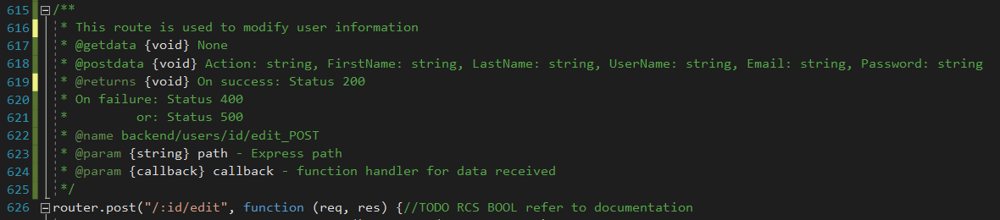 615 /**
616 * This route is used to modify user information
617 * @getdata {void} None
618 * @postdata {void} Action: string, FirstName: string, LastName: string, UserName: string, Email: string, Password: string
619 * @returns {void} On success: Status 200
620 * On failure: Status 400
621 *         or: Status 500
622 * @name backend/users/id/edit_POST
623 * @param {string} path - Express path
624 * @param {callback} callback - function handler for data received
625 */
626 router.post("/:id/edit", function (req, res) {//TODO RCS BOOL refer to documentation